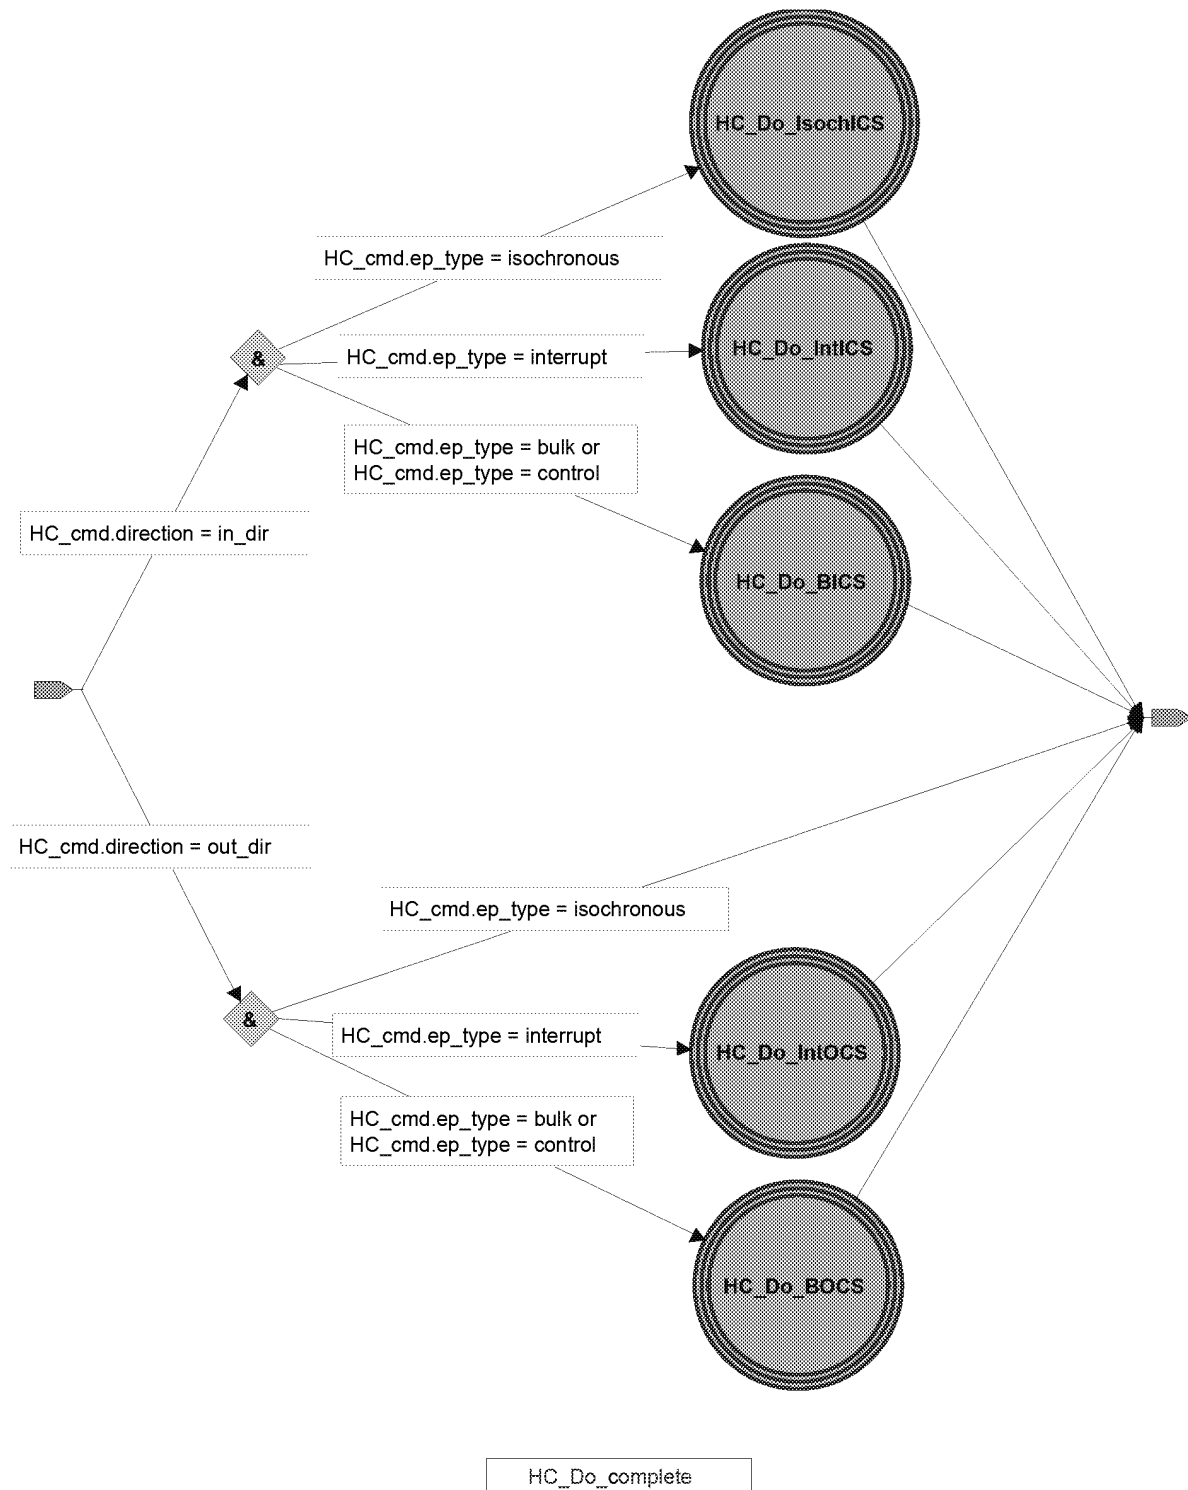 HC_Do_IsochICS
HC_cmd.ep_type = isochronous
&
HC_cmd.ep_type = interrupt
HC_Do_IntICS
HC_cmd.ep_type = bulk or
HC_cmd.ep_type = control
HC_cmd.direction = in_dir
HC_Do_BICS
HC_cmd.direction = out_dir
HC_cmd.ep_type = isochronous
&
HC_cmd.ep_type = interrupt
HC_Do_IntOCS
HC_cmd.ep_type = bulk or
HC_cmd.ep_type = control
HC_Do_BOCS
HC_Do_complete